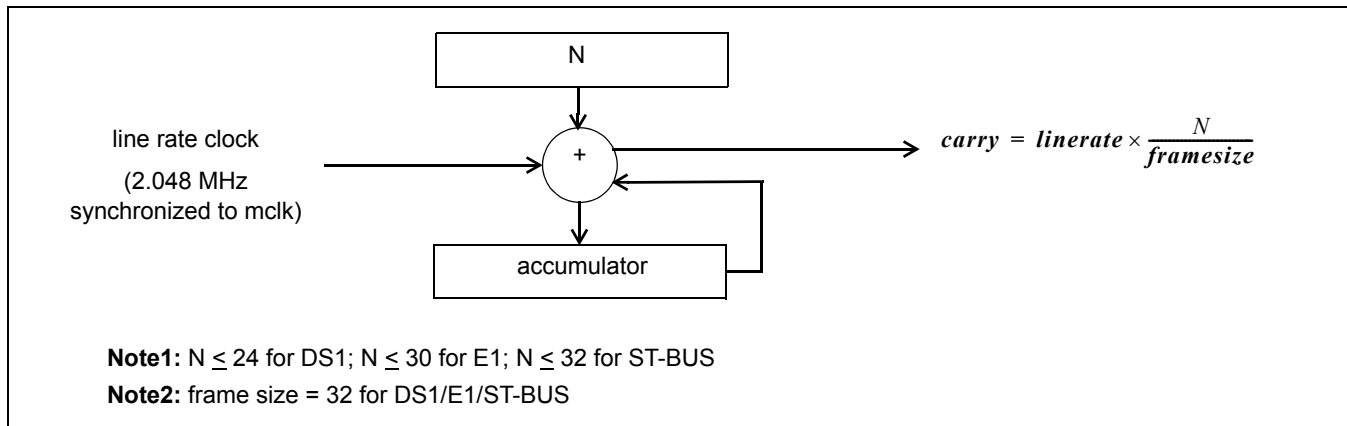 N
line rate clock
(2.048 MHz
synchronized to mclk)
+
carry = linerate × N / framesize
accumulator
Note1: N ≤ 24 for DS1; N ≤ 30 for E1; N ≤ 32 for ST-BUS
Note2: frame size = 32 for DS1/E1/ST-BUS